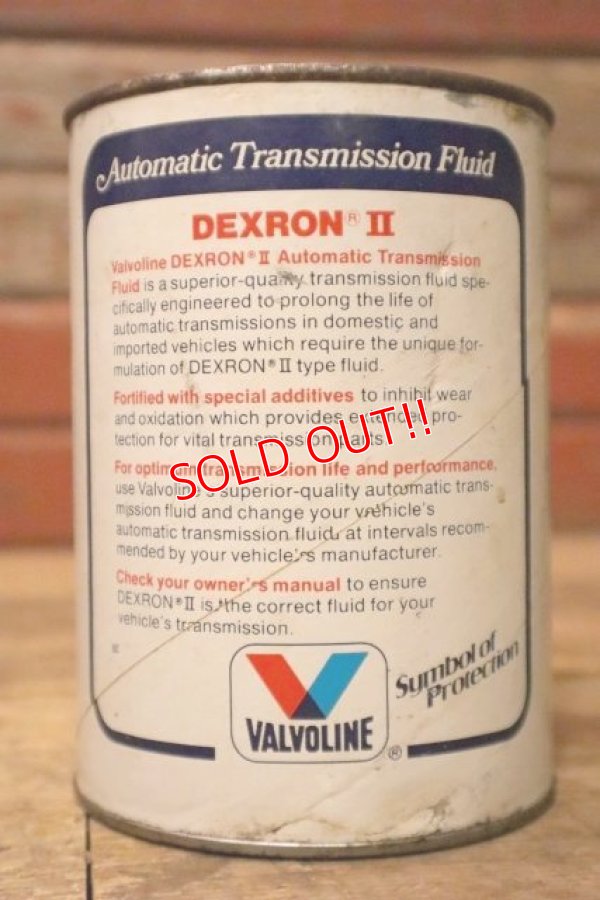 Automatic Transmission Fluid
DEXRON® II
Valvoline DEXRON® II Automatic Transmission
Fluid is a superior-quality transmission fluid spe-
cifically engineered to prolong the life of
automatic transmissions in domestic and
imported vehicles which require the unique for-
mulation of DEXRON® II type fluid.
Fortified with special additives to inhibit wear
and oxidation which provides extended pro-
tection for vital transmission parts.
SOLD OUT!!
For optimum transmission life and performance,
use Valvoline's superior-quality automatic trans-
mission fluid and change your vehicle's
automatic transmission fluid at intervals recom-
mended by your vehicle's manufacturer.
Check your owner's manual to ensure
DEXRON® II is the correct fluid for your
vehicle's transmission.
Symbol of
Protection
VALVOLINE
®